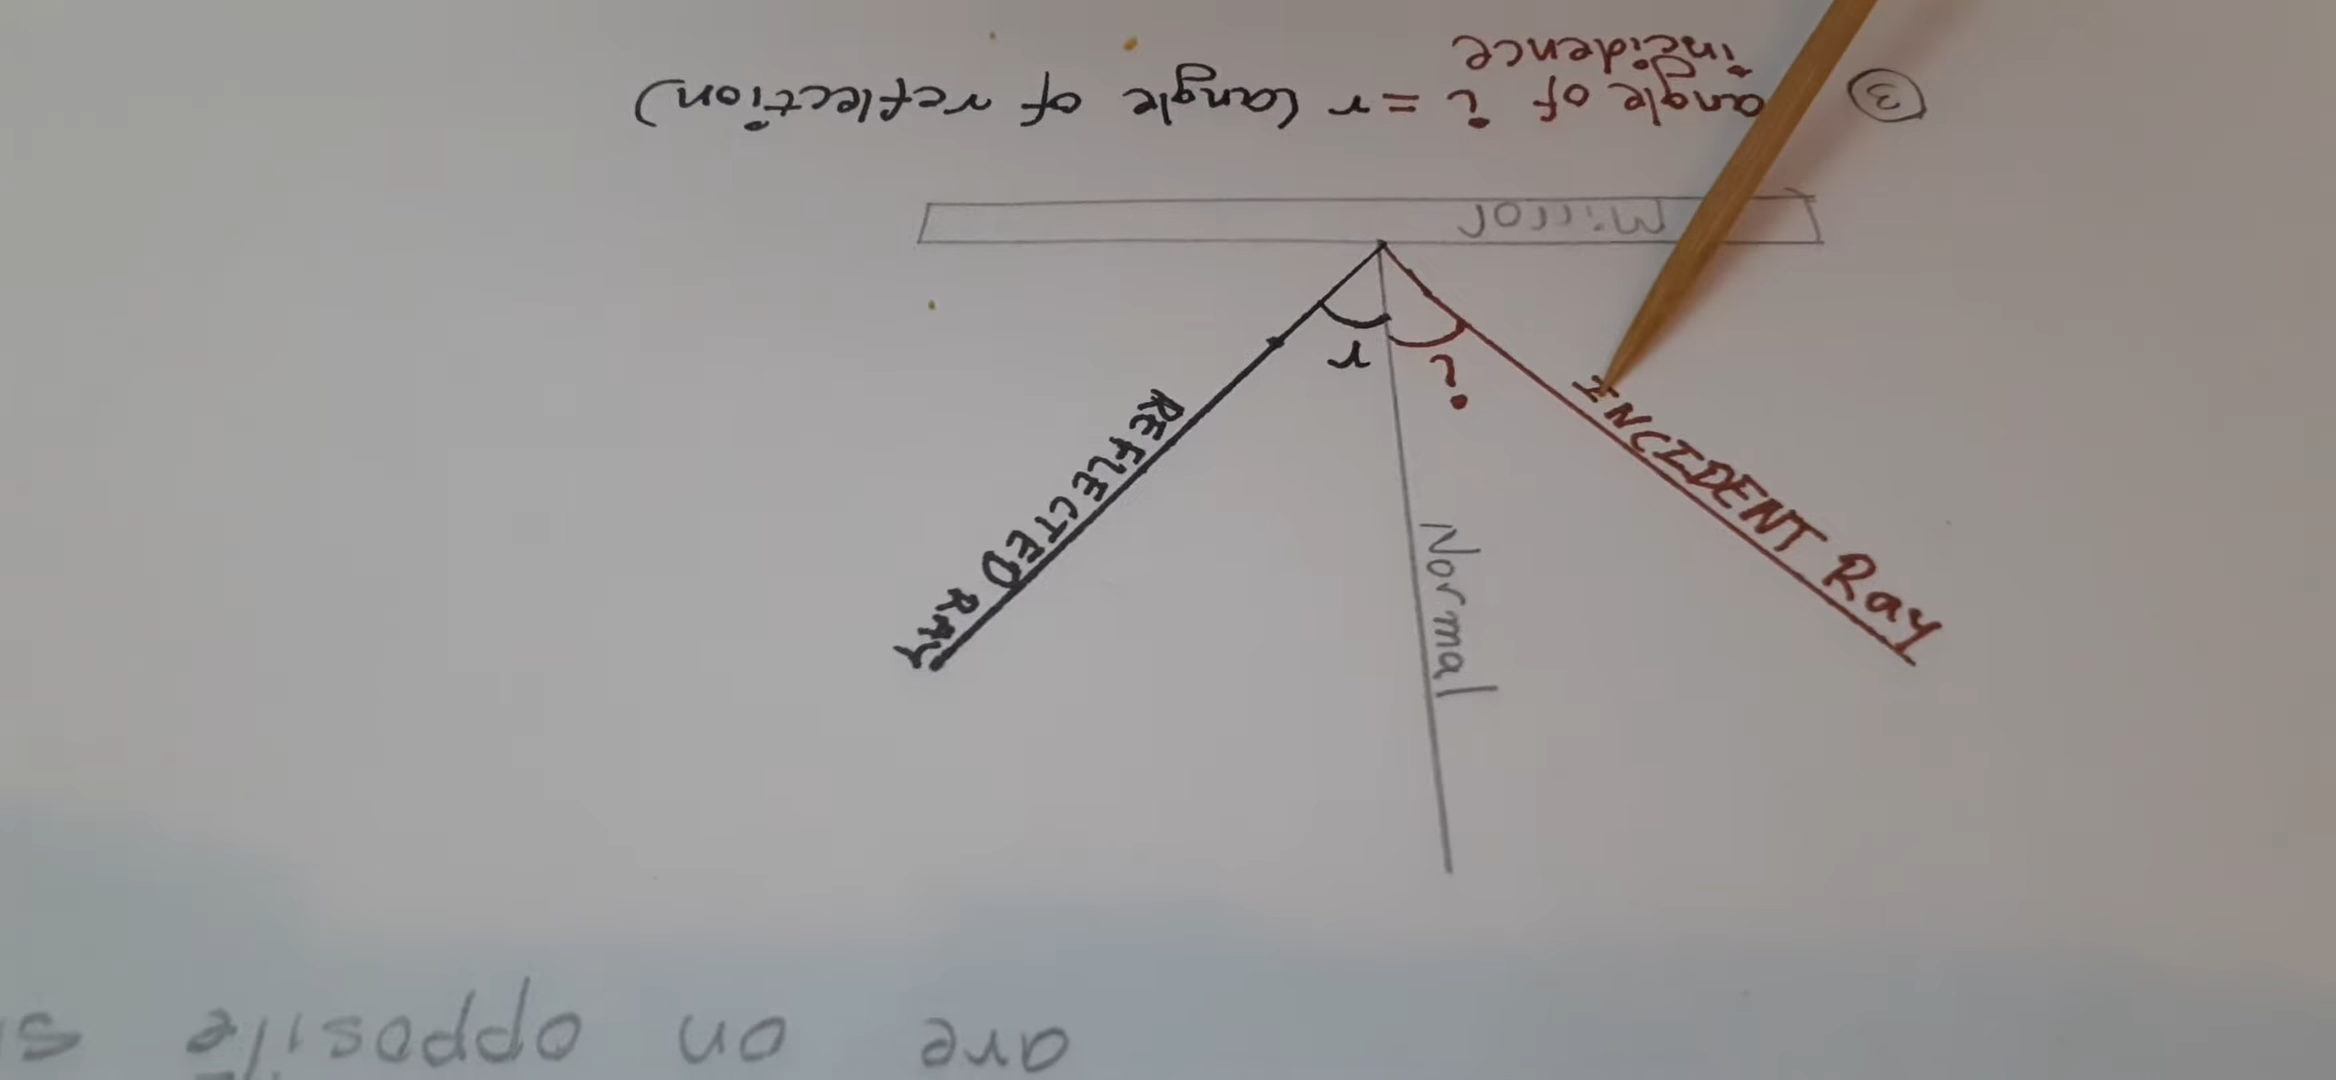 are on opposite
Mirror
r
i
REFLECTED RAY
INCIDENT Ray
Normal
③ angle of i = r (angle of reflection)
incidence